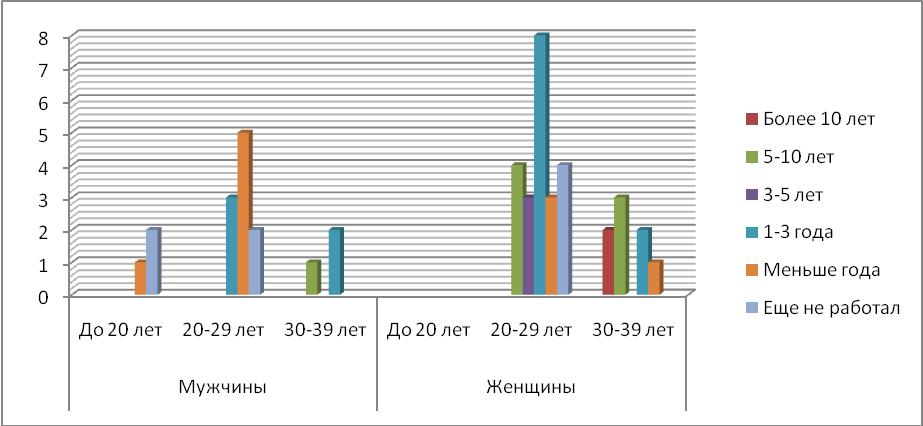 8
7
6
5
4
3
2
1
0
До 20 лет 20-29 лет 30-39 лет До 20 лет 20-29 лет 30-39 лет
Мужчины Женщины
Более 10 лет
5-10 лет
3-5 лет
1-3 года
Меньше года
Еще не работал